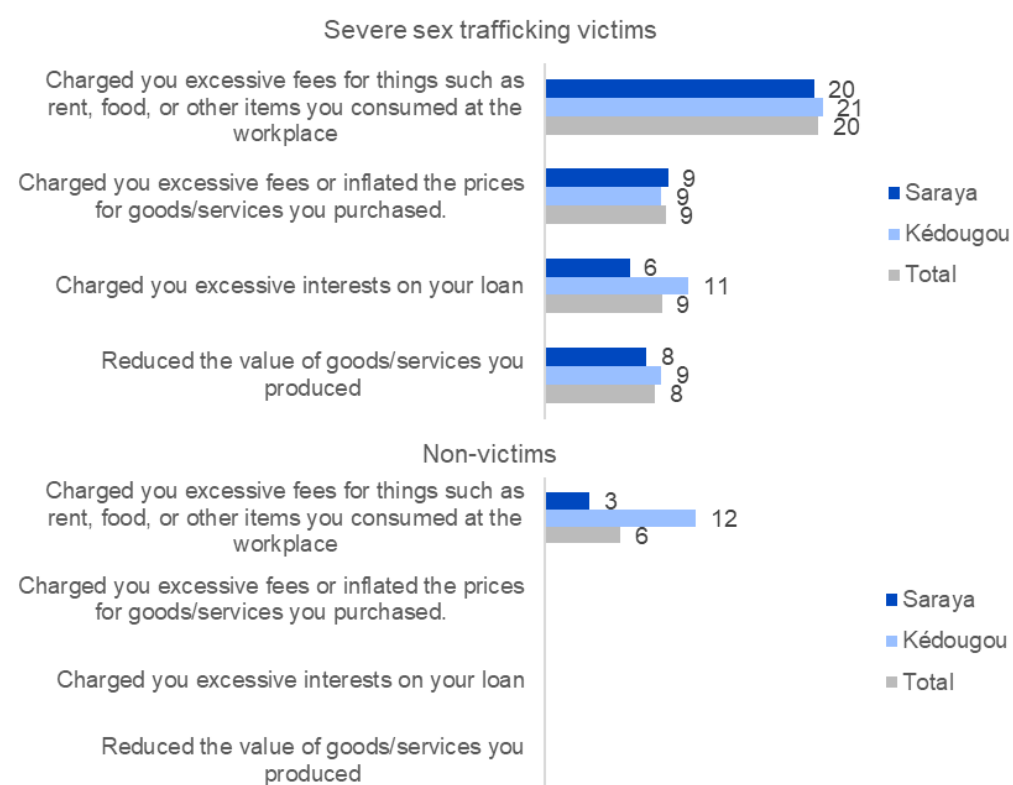 Severe sex trafficking victims
Charged you excessive fees for things such as
rent, food, or other items you consumed at the
workplace
20
21
20
Charged you excessive fees or inflated the prices
for goods/services you purchased.
9
9
9
Charged you excessive interests on your loan
6
11
9
Reduced the value of goods/services you
produced
8
9
8
Saraya
Kédougou
Total
Non-victims
Charged you excessive fees for things such as
rent, food, or other items you consumed at the
workplace
3
12
6
Charged you excessive fees or inflated the prices
for goods/services you purchased.
Charged you excessive interests on your loan
Reduced the value of goods/services you
produced
Saraya
Kédougou
Total